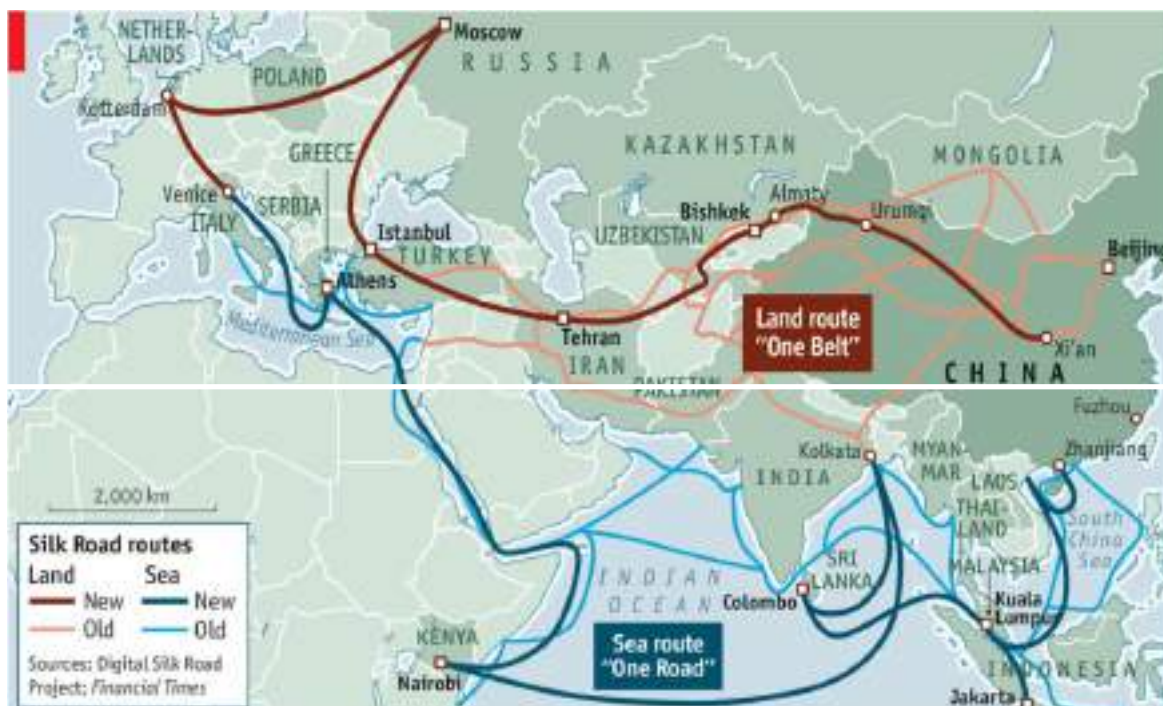 NETHER-
LANDS
Moscow
RUSSIA
POLAND
Rotterdam
GREECE
KAZAKHSTAN
MONGOLIA
Venice
ITALY
SERBIA
Almaty
Bishkek
Urumqi
UZBEKISTAN
Istanbul
TURKEY
Beijing
Athens
Mediterranean Sea
Land route
"One Belt"
Tehran
IRAN
Xi'an
CHINA
PAKISTAN
Fuzhou
Kolkata
MYAN
MAR
Zhanjiang
INDIA
LAOS
THAI-
LAND
South
China
Sea
2,000 km
Silk Road routes
Land Sea
New New
Old Old
Sources: Digital Silk Road
Project; Financial Times
INDIAN
OCEAN
SRI
LANKA
MALAYSIA
Colombo
Kuala
Lumpur
KENYA
Sea route
"One Road"
INDONESIA
Nairobi
Jakarta